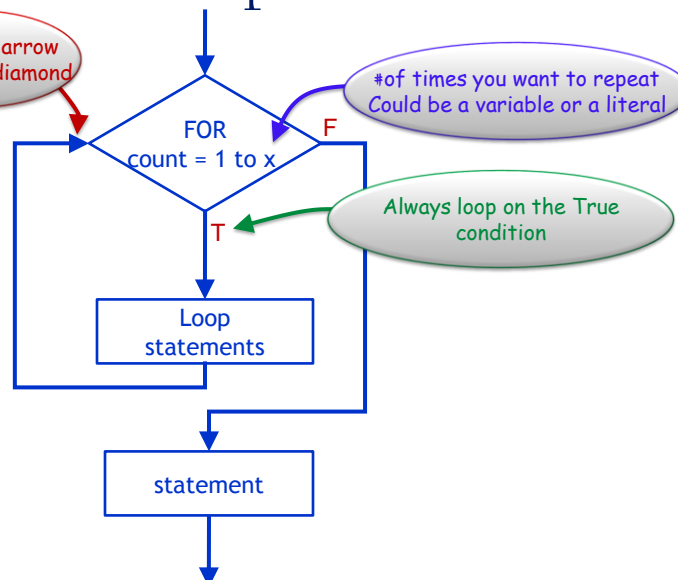 arrow
diamond
#of times you want to repeat
Could be a variable or a literal
FOR
count = 1 to x
F
T
Always loop on the True
condition
Loop
statements
statement